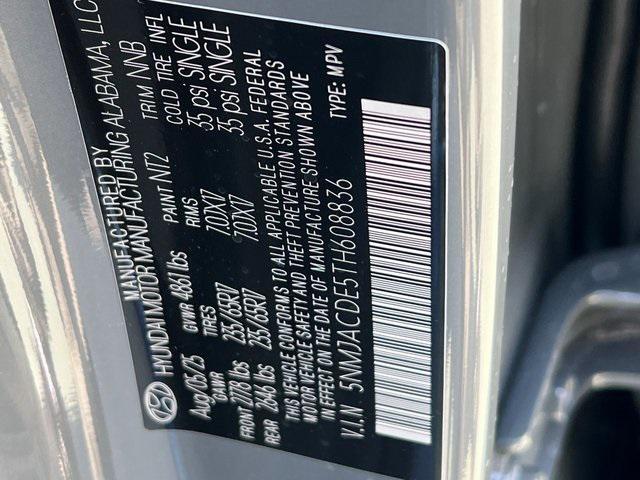 MANUFACTURED BY
HYUNDAI MOTOR MANUFACTURING ALABAMA, LLC
Aug/05/25 GVWR 4861 lbs PAINT NT2 TRIM NNB
GAWR TIRES RIMS COLD TIRE INFL
FRONT 2778 lbs 235/65R17 7.0X17 35 psi SINGLE
REAR 2646 lbs 235/65R17 7.0X17 35 psi SINGLE
THIS VEHICLE CONFORMS TO ALL APPLICABLE U.S.A. FEDERAL
MOTOR VEHICLE SAFETY AND THEFT PREVENTION STANDARDS
IN EFFECT ON THE DATE OF MANUFACTURE SHOWN ABOVE
V.I.N 5NMJACDE5TH608836 TYPE: MPV